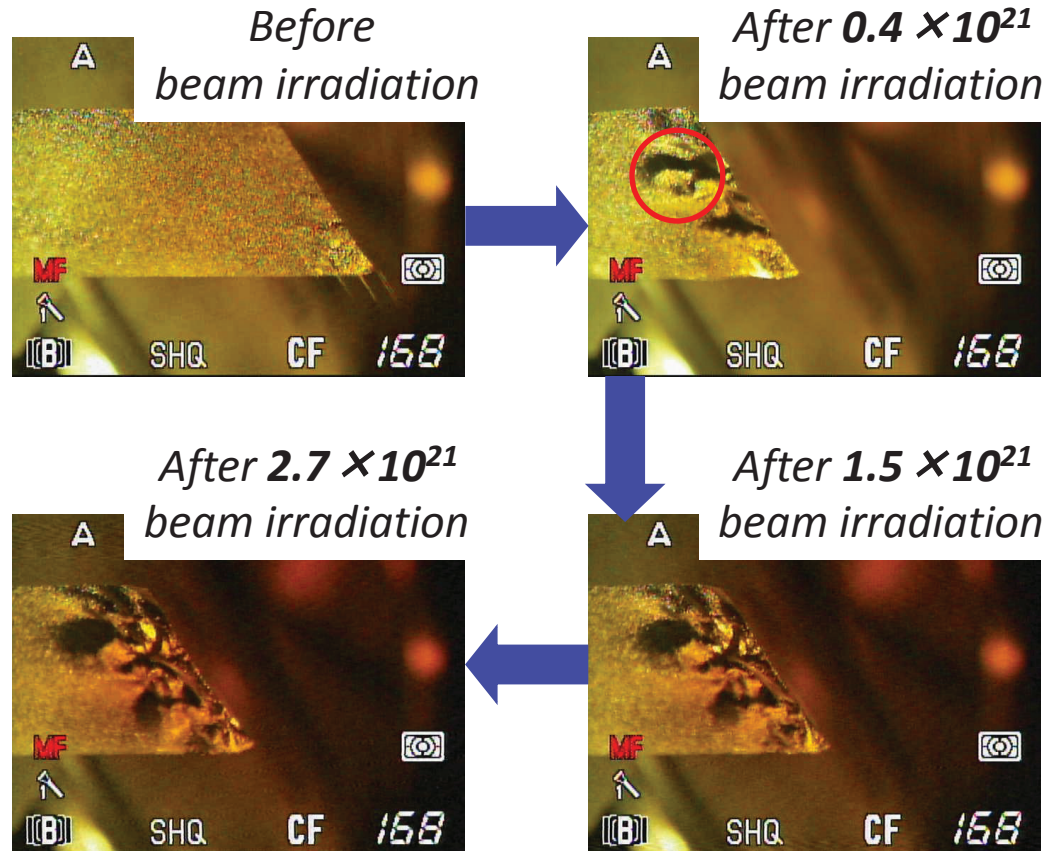 Before
beam irradiation
A
MF
((B))
SHQ
CF
168
After 0.4 ×10²¹
beam irradiation
A
MF
((B))
SHQ
CF
168
After 2.7 ×10²¹
beam irradiation
A
MF
((B))
SHQ
CF
168
After 1.5 ×10²¹
beam irradiation
A
MF
((B))
SHQ
CF
168